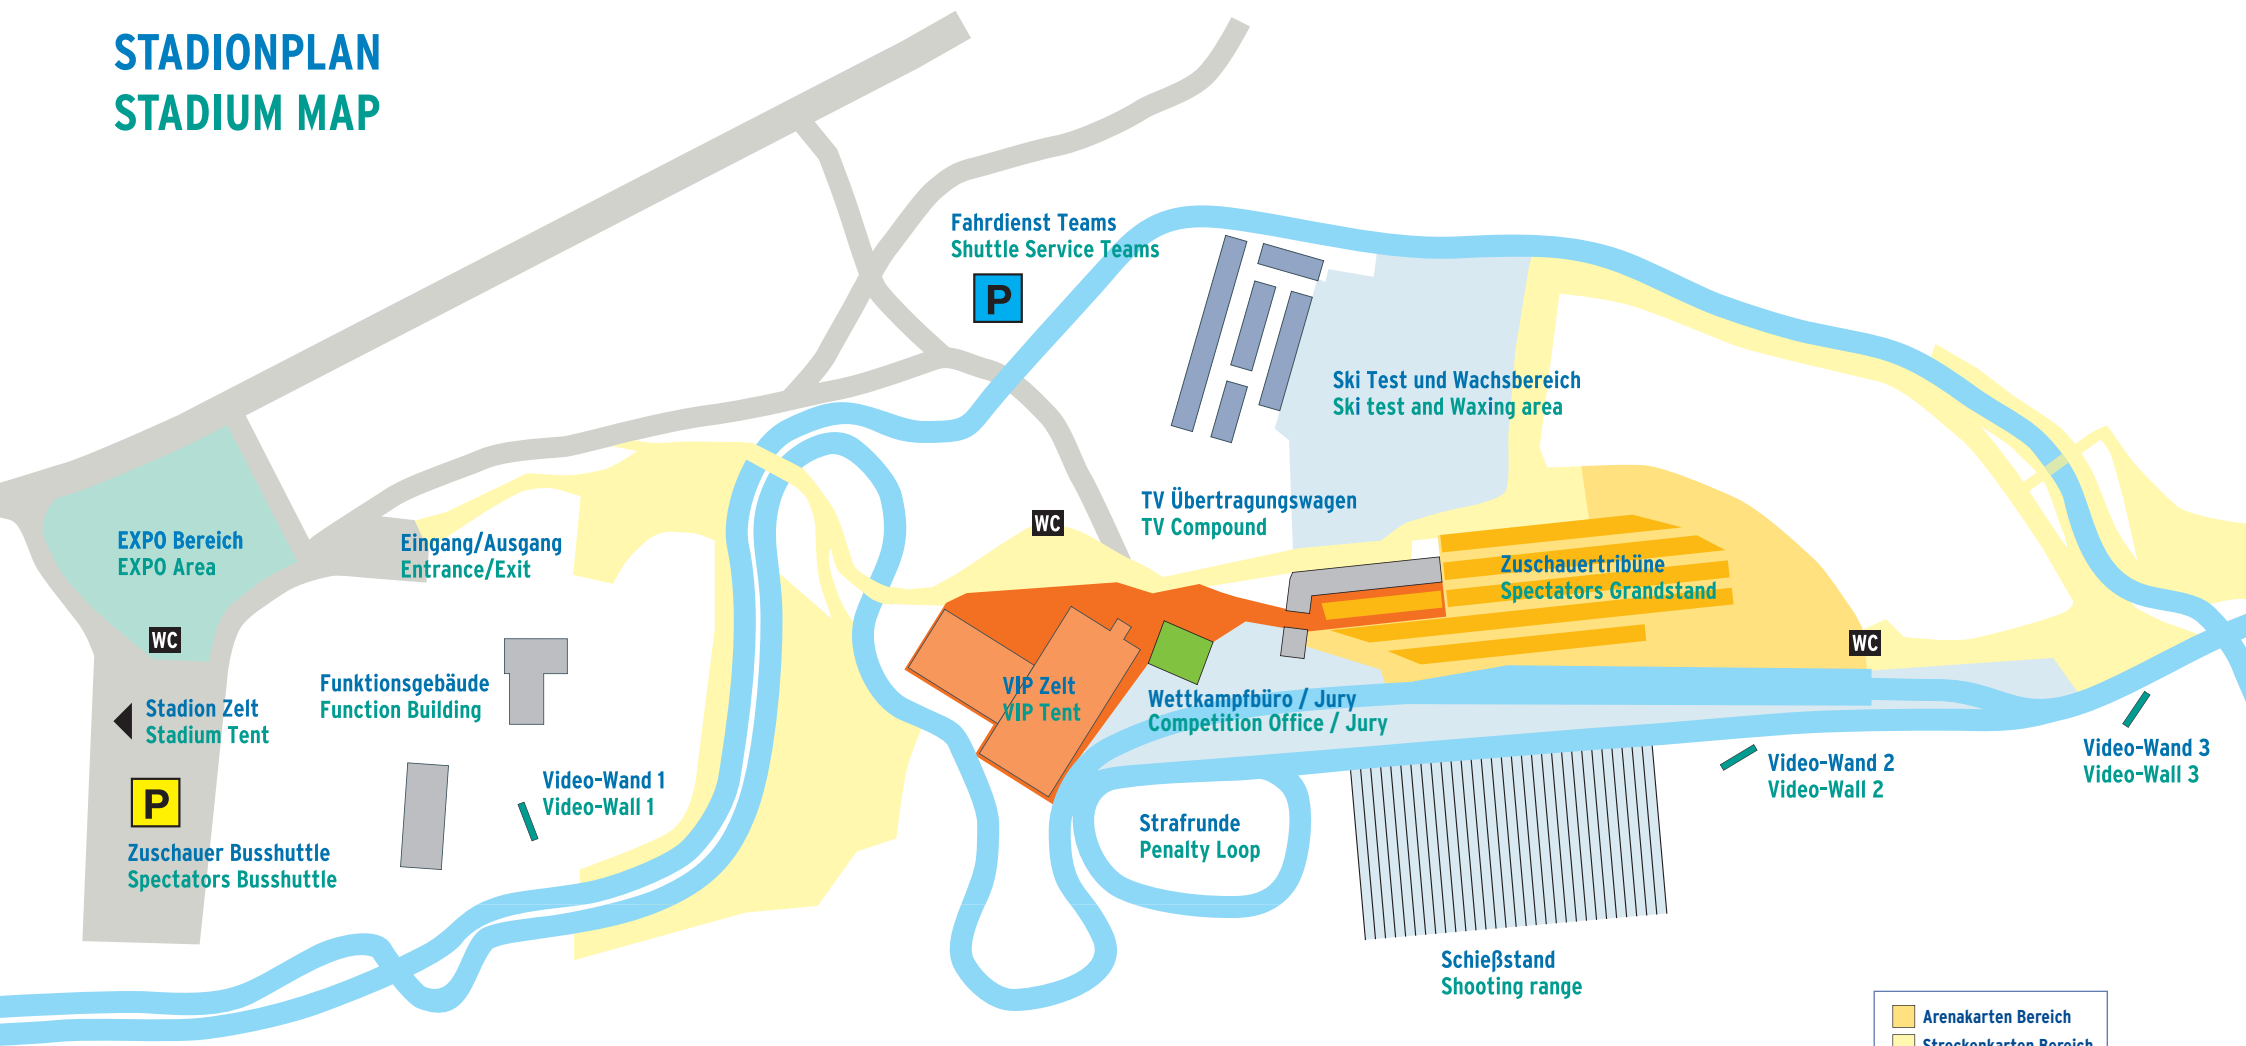 STADIONPLAN
STADIUM MAP
Fahrdienst Teams
Shuttle Service Teams
P
Ski Test und Wachsbereich
Ski test and Waxing area
TV Übertragungswagen
TV Compound
WC
EXPO Bereich
EXPO Area
Eingang/Ausgang
Entrance/Exit
Zuschauertribüne
Spectators Grandstand
WC
WC
Funktionsgebäude
Function Building
VIP Zelt
VIP Tent
Wettkampfbüro / Jury
Competition Office / Jury
Stadion Zelt
Stadium Tent
Video-Wand 1
Video-Wall 1
Video-Wand 2
Video-Wall 2
Video-Wand 3
Video-Wall 3
P
Zuschauer Busshuttle
Spectators Busshuttle
Strafrunde
Penalty Loop
Schießstand
Shooting range
Arenakarten Bereich
Streckenkarten Bereich